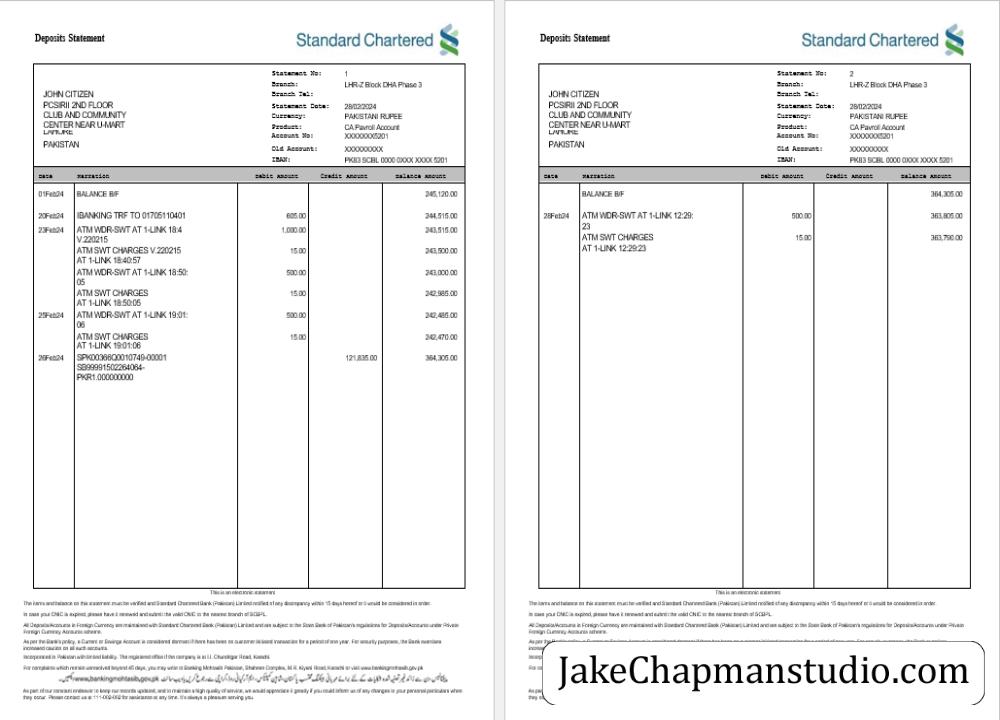 Deposits Statement
Standard Chartered
Statement No: 1
Branch: LHR-Z Block DHA Phase 3
Branch Tel:
JOHN CITIZEN
PCSIRII 2ND FLOOR
CLUB AND COMMUNITY
CENTER NEAR U-MART
LAHORE
PAKISTAN
Statement Date: 28/02/2024
Currency: PAKISTANI RUPEE
Product: CA Payroll Account
Account No: XXXXXXX5201
Old Account: XXXXXXXXX
IBAN: PK83 SCBL 0000 0XXX XXXX 5201
Date Narration Debit Amount Credit Amount Balance Amount
01Feb24 BALANCE B/F 245,120.00
20Feb24 IBANKING TRF TO 01705110401 605.00 244,515.00
23Feb24 ATM WDR-SWT AT 1-LINK 18:4 1,000.00 243,515.00
V.220215
ATM SWT CHARGES V.220215 15.00 243,500.00
AT 1-LINK 18:40:57
ATM WDR-SWT AT 1-LINK 18:50: 500.00 243,000.00
05
ATM SWT CHARGES 15.00 242,985.00
AT 1-LINK 18:50:05
25Feb24 ATM WDR-SWT AT 1-LINK 19:01: 500.00 242,485.00
06
ATM SWT CHARGES 15.00 242,470.00
AT 1-LINK 19:01:06
26Feb24 SPK00366Q0010749-00001 121,835.00 364,305.00
SB99991502264064-
PKR1.000000000
This is an electronic statement
The items and balance on this statement must be verified and Standard Chartered Bank (Pakistan) Limited notified of any discrepancy within 15 days hereof or it would be considered in order.
In case your CNIC is expired, please have it renewed and submit the valid CNIC to the nearest branch of SCBPL.
All Deposits/Accounts in Foreign Currency are maintained with Standard Chartered Bank (Pakistan) Limited and are subject to the State Bank of Pakistan's regulations for Deposits/Accounts under Private
Foreign Currency Accounts scheme.
As per the Bank's policy, a Current or Savings Account is considered dormant if there has been no customer initiated transaction for a period of one year. For security purposes, the Bank exercises
increased caution on all such accounts.
Incorporated in Pakistan with limited liability. The registered office if the company is at I.I. Chundrigar Road, Karachi.
For complaints which remain unresolved beyond 45 days, you may write to Banking Mohtasib Pakistan, Shaheen Complex, M.R. Kiyani Road, Karachi or visit www.bankingmohtasib.gov.pk
www.bankingmohtasib.gov.pk
As part of our constant endeavor to keep our records updated, and to maintain a high quality of service, we would appreciate it greatly if you could inform us of any changes in your personal particulars when
they occur. Please contact us at 111-002-002 for assistance at any time. It's always a pleasure serving you.
Deposits Statement
Standard Chartered
Statement No: 2
Branch: LHR-Z Block DHA Phase 3
Branch Tel:
JOHN CITIZEN
PCSIRII 2ND FLOOR
CLUB AND COMMUNITY
CENTER NEAR U-MART
LAHORE
PAKISTAN
Statement Date: 28/02/2024
Currency: PAKISTANI RUPEE
Product: CA Payroll Account
Account No: XXXXXXX5201
Old Account: XXXXXXXXX
IBAN: PK83 SCBL 0000 0XXX XXXX 5201
Date Narration Debit Amount Credit Amount Balance Amount
BALANCE B/F 364,305.00
28Feb24 ATM WDR-SWT AT 1-LINK 12:29: 500.00 363,805.00
23
ATM SWT CHARGES 15.00 363,790.00
AT 1-LINK 12:29:23
This is an electronic statement
The items and balance on this statement must be verified and Standard Chartered Bank (Pakistan) Limited notified of any discrepancy within 15 days hereof or it would be considered in order.
In case your CNIC is expired, please have it renewed and submit the valid CNIC to the nearest branch of SCBPL.
All Deposits/Accounts in Foreign Currency are maintained with Standard Chartered Bank (Pakistan) Limited and are subject to the State Bank of Pakistan's regulations for Deposits/Accounts under Private
Foreign Currency Accounts scheme.
JakeChapmanstudio.com